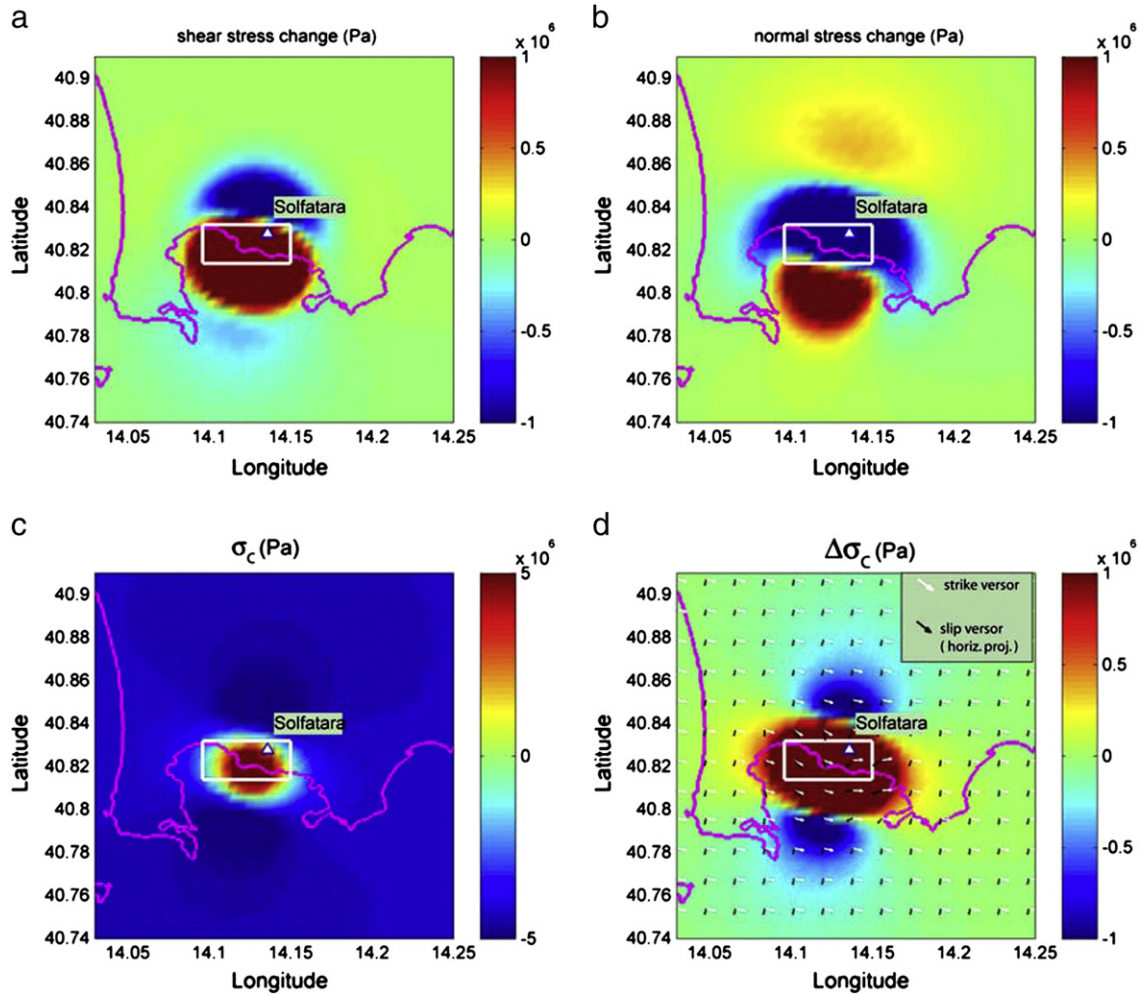 a
shear stress change (Pa)
x 10⁶
40.9
40.88
40.86
40.84
40.82
40.8
40.78
40.76
40.74
Latitude
Solfatara
14.05
14.1
14.15
14.2
14.25
Longitude
1
0.5
0
-0.5
-1
b
normal stress change (Pa)
x 10⁶
40.9
40.88
40.86
40.84
40.82
40.8
40.78
40.76
40.74
Latitude
Solfatara
14.05
14.1
14.15
14.2
14.25
Longitude
1
0.5
0
-0.5
-1
c
σc (Pa)
x 10⁶
40.9
40.88
40.86
40.84
40.82
40.8
40.78
40.76
40.74
Latitude
Solfatara
14.05
14.1
14.15
14.2
14.25
Longitude
5
0
-5
d
Δσc (Pa)
x 10⁶
strike versor
slip versor
( horiz. proj.)
40.9
40.88
40.86
40.84
40.82
40.8
40.78
40.76
40.74
Latitude
Solfatara
14.05
14.1
14.15
14.2
14.25
Longitude
1
0.5
0
-0.5
-1